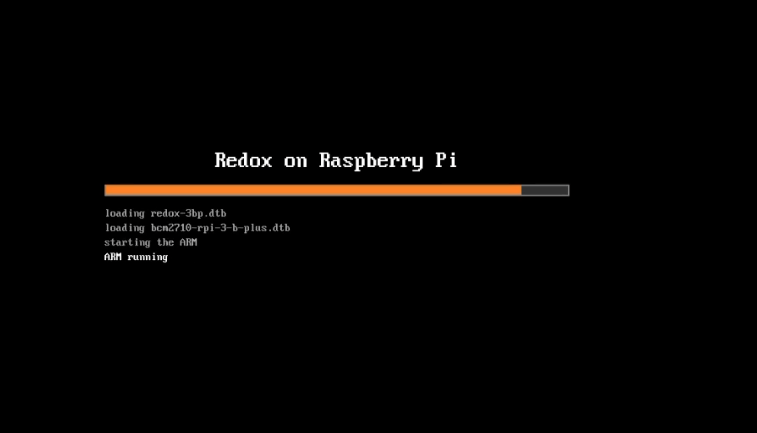 Redox on Raspberry Pi
loading redox-3bp.dtb
loading bcm2710-rpi-3-b-plus.dtb
starting the ARM
ARM running